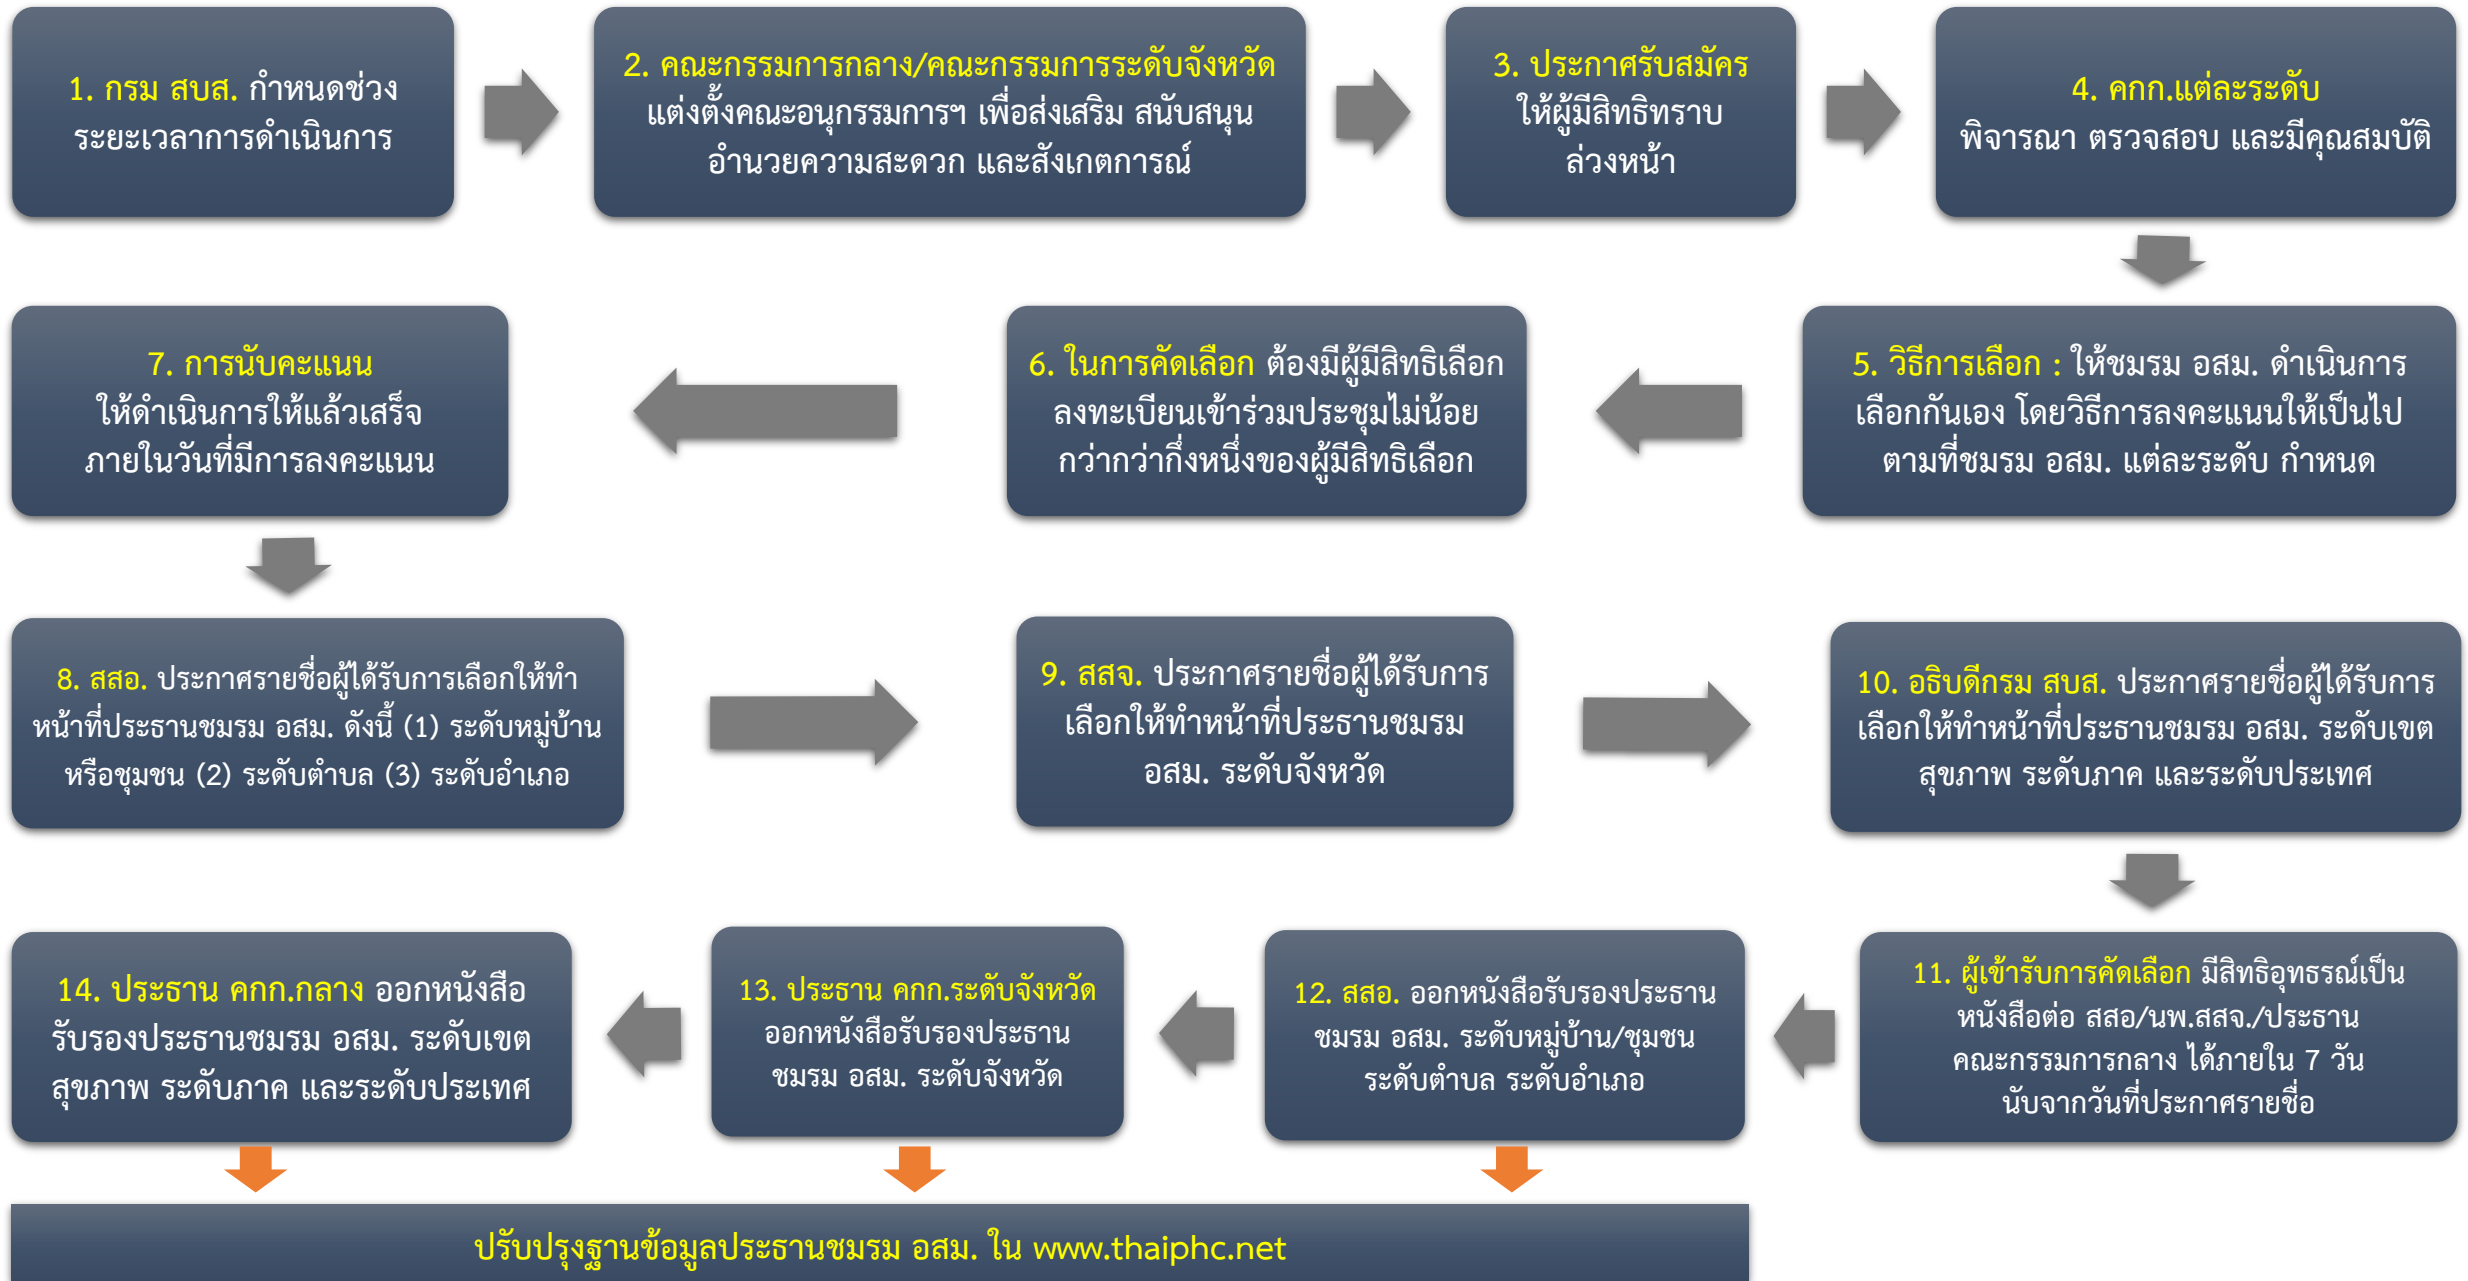 1. กรม สบส. กำหนดช่วง
ระยะเวลาการดำเนินการ
2. คณะกรรมการกลาง/คณะกรรมการระดับจังหวัด
แต่งตั้งคณะอนุกรรมการฯ เพื่อส่งเสริม สนับสนุน
อำนวยความสะดวก และสังเกตการณ์
3. ประกาศรับสมัคร
ให้ผู้มีสิทธิทราบ
ล่วงหน้า
4. คกก.แต่ละระดับ
พิจารณา ตรวจสอบ และมีคุณสมบัติ
5. วิธีการเลือก : ให้ชมรม อสม. ดำเนินการ
เลือกกันเอง โดยวิธีการลงคะแนนให้เป็นไป
ตามที่ชมรม อสม. แต่ละระดับ กำหนด
6. ในการคัดเลือก ต้องมีผู้มีสิทธิเลือก
ลงทะเบียนเข้าร่วมประชุมไม่น้อย
กว่ากว่ากึ่งหนึ่งของผู้มีสิทธิเลือก
7. การนับคะแนน
ให้ดำเนินการให้แล้วเสร็จ
ภายในวันที่มีการลงคะแนน
8. สสอ. ประกาศรายชื่อผู้ได้รับการเลือกให้ทำ
หน้าที่ประธานชมรม อสม. ดังนี้ (1) ระดับหมู่บ้าน
หรือชุมชน (2) ระดับตำบล (3) ระดับอำเภอ
9. สสจ. ประกาศรายชื่อผู้ได้รับการ
เลือกให้ทำหน้าที่ประธานชมรม
อสม. ระดับจังหวัด
10. อธิบดีกรม สบส. ประกาศรายชื่อผู้ได้รับการ
เลือกให้ทำหน้าที่ประธานชมรม อสม. ระดับเขต
สุขภาพ ระดับภาค และระดับประเทศ
11. ผู้เข้ารับการคัดเลือก มีสิทธิอุทธรณ์เป็น
หนังสือต่อ สสอ/นพ.สสจ./ประธาน
คณะกรรมการกลาง ได้ภายใน 7 วัน
นับจากวันที่ประกาศรายชื่อ
12. สสอ. ออกหนังสือรับรองประธาน
ชมรม อสม. ระดับหมู่บ้าน/ชุมชน
ระดับตำบล ระดับอำเภอ
13. ประธาน คกก.ระดับจังหวัด
ออกหนังสือรับรองประธาน
ชมรม อสม. ระดับจังหวัด
14. ประธาน คกก.กลาง ออกหนังสือ
รับรองประธานชมรม อสม. ระดับเขต
สุขภาพ ระดับภาค และระดับประเทศ
ปรับปรุงฐานข้อมูลประธานชมรม อสม. ใน www.thaiphc.net